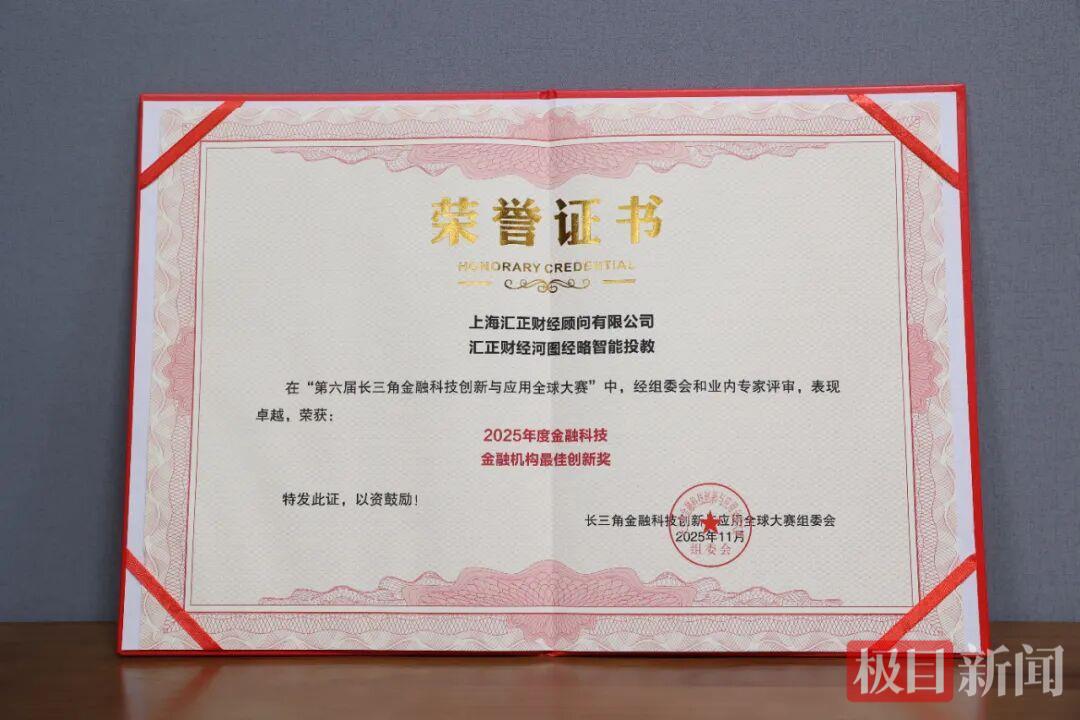 荣誉证书
HONORARY CREDENTIAL
上海汇正财经顾问有限公司
汇正财经河图经略智能投教
在“第六届长三角金融科技创新与应用全球大赛”中，经组委会和业内专家评审，表现
卓越，荣获：
2025年度金融科技
金融机构最佳创新奖
特发此证，以资鼓励！
长三角金融科技创新与应用全球大赛组委会
2025年11月
组委会
极目新闻